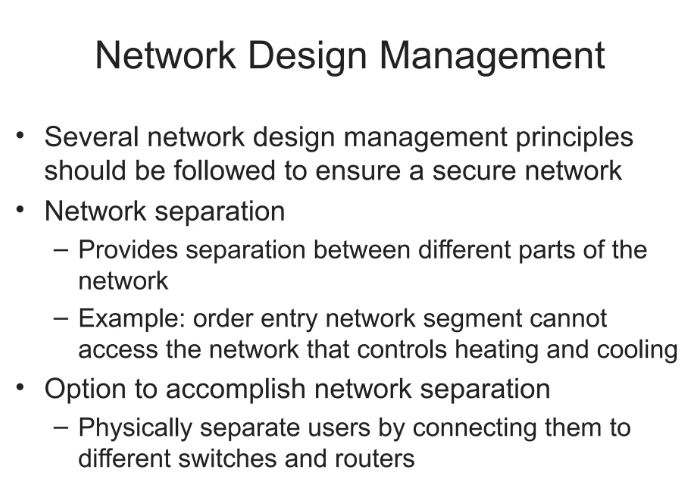 Network Design Management
• Several network design management principles
should be followed to ensure a secure network
• Network separation
– Provides separation between different parts of the
network
– Example: order entry network segment cannot
access the network that controls heating and cooling
• Option to accomplish network separation
– Physically separate users by connecting them to
different switches and routers